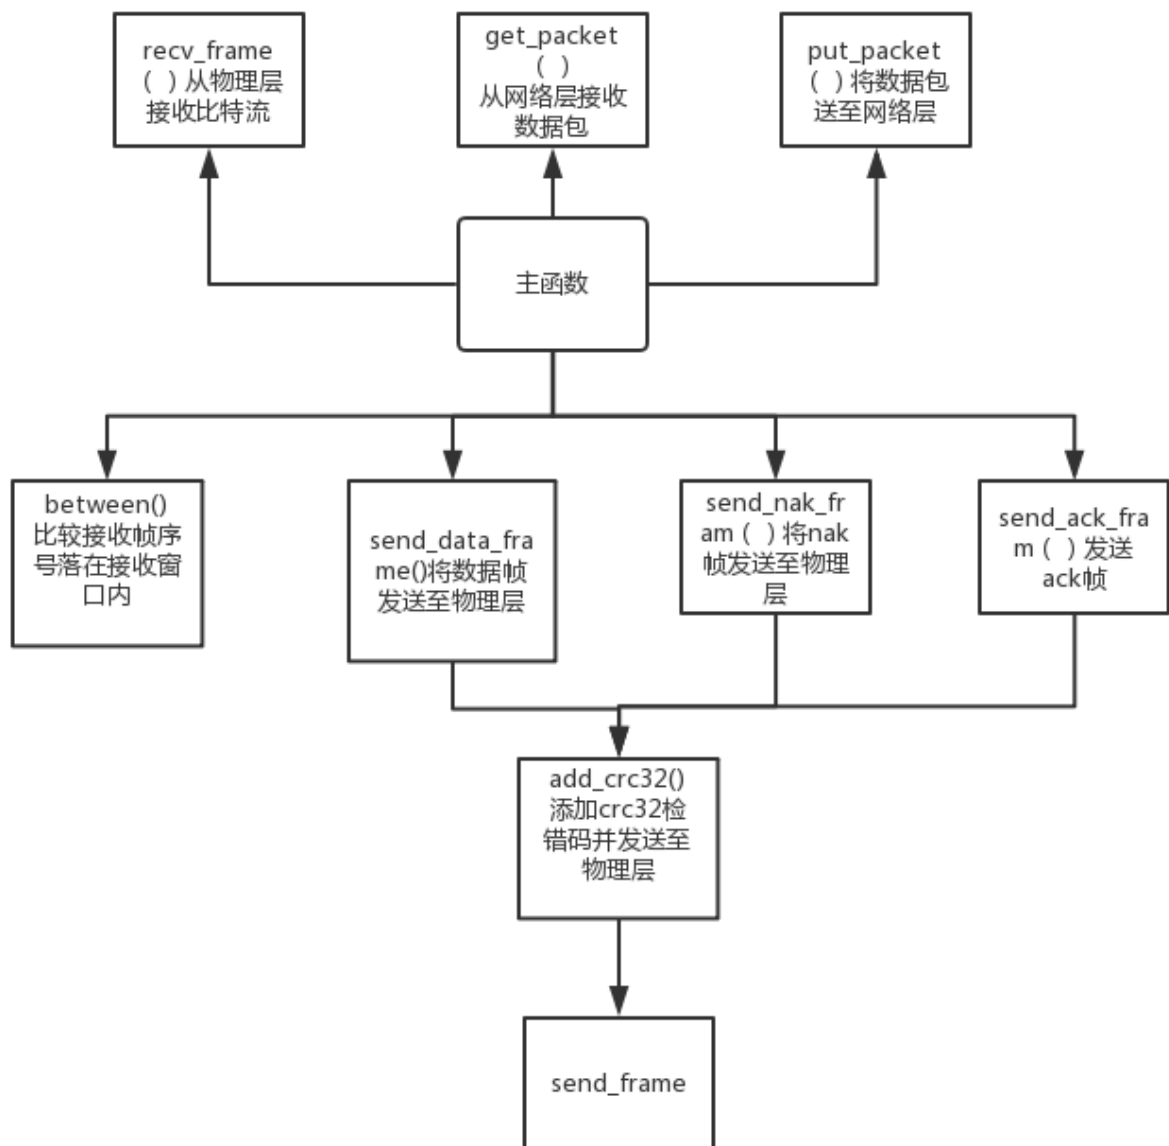 recv_frame
（ ）从物理层
接收比特流
get_packet
（ ）
从网络层接收
数据包
put_packet
（ ）将数据包
送至网络层
主函数
between()
比较接收帧序
号落在接收窗
口内
send_data_fra
me()将数据帧
发送至物理层
send_nak_fr
am（ ）将nak
帧发送至物理
层
send_ack_fra
m（ ）发送
ack帧
add_crc32()
添加crc32检
错码并发送至
物理层
send_frame